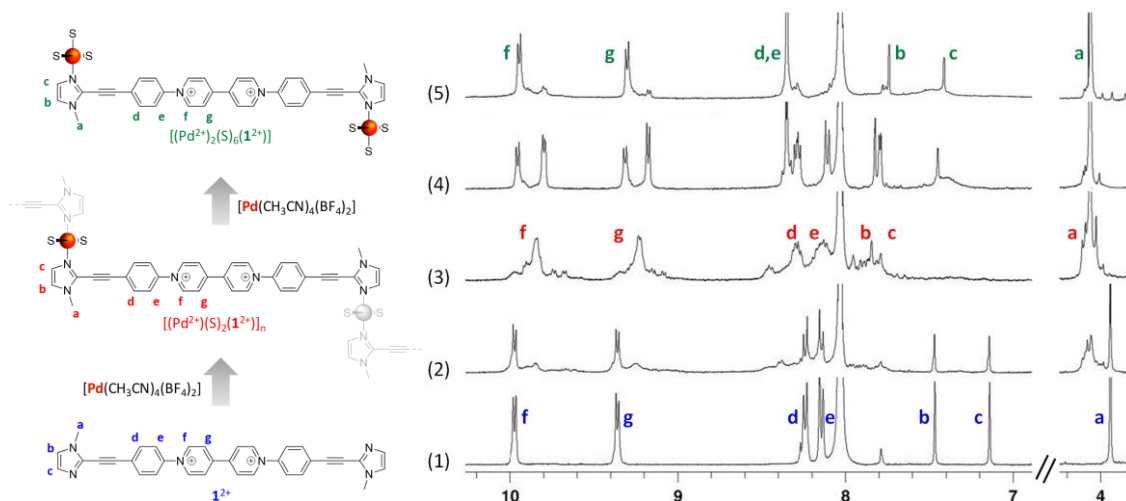 S
S S
N
c
b
N
a
d e f g
N
N
N
N
S S
S
[(Pd²⁺)₂(S)₆(1²⁺)]
[Pd(CH₃CN)₄(BF₄)₂]
N
N
S S
c
b
N
N
a
d e f g
N
N
N
N
S S
N
N
[(Pd²⁺)(S)₂(1²⁺)]ₙ
[Pd(CH₃CN)₄(BF₄)₂]
a
b
c
N
N
d e f g
N
N
N
N
1²⁺
(5) f g d,e b c a
(4)
(3) f g d e b c a
(2)
(1) f g d e b c a
10 9 8 7 4